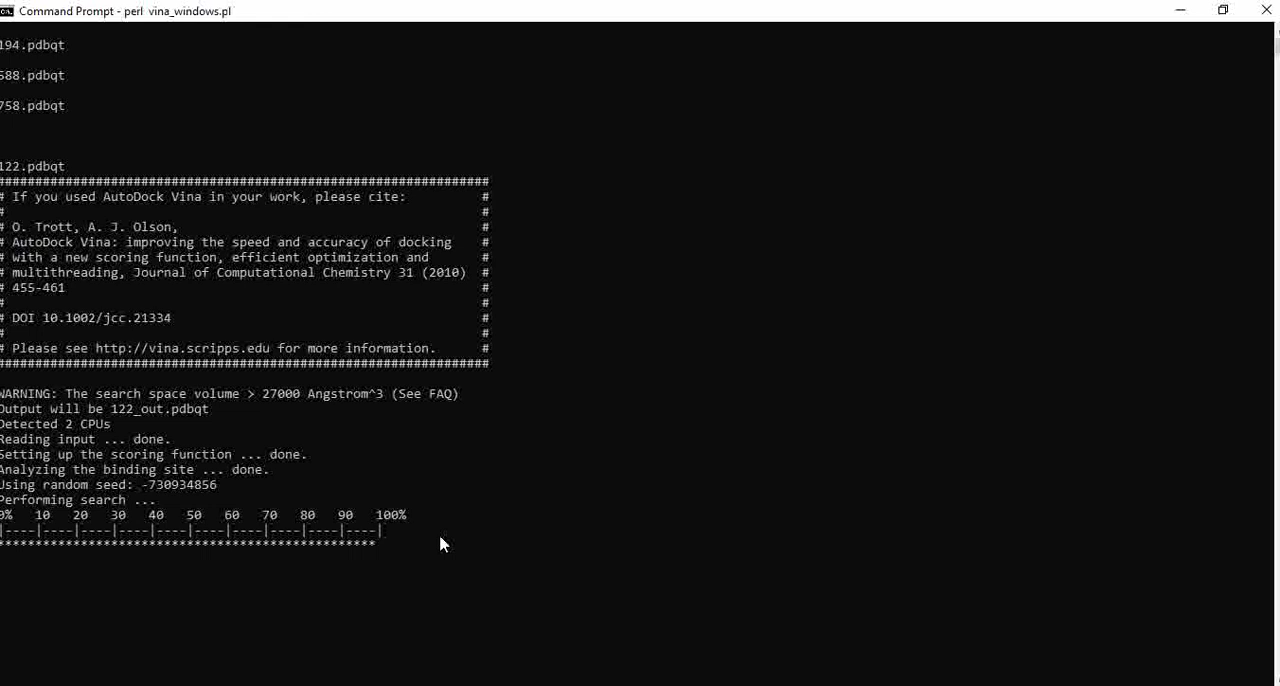 Command Prompt - perl vina_windows.pl
194.pdbqt
588.pdbqt
758.pdbqt
122.pdbqt
#################################################################
# If you used AutoDock Vina in your work, please cite: #
# #
# O. Trott, A. J. Olson, #
# AutoDock Vina: improving the speed and accuracy of docking #
# with a new scoring function, efficient optimization and #
# multithreading, Journal of Computational Chemistry 31 (2010) #
# 455-461 #
# #
# DOI 10.1002/jcc.21334 #
# #
# Please see http://vina.scripps.edu for more information. #
#################################################################
WARNING: The search space volume > 27000 Angstrom^3 (See FAQ)
Output will be 122_out.pdbqt
Detected 2 CPUs
Reading input ... done.
Setting up the scoring function ... done.
Analyzing the binding site ... done.
Using random seed: -730934856
Performing search ...
0% 10 20 30 40 50 60 70 80 90 100%
|----|----|----|----|----|----|----|----|----|----|
**************************************************